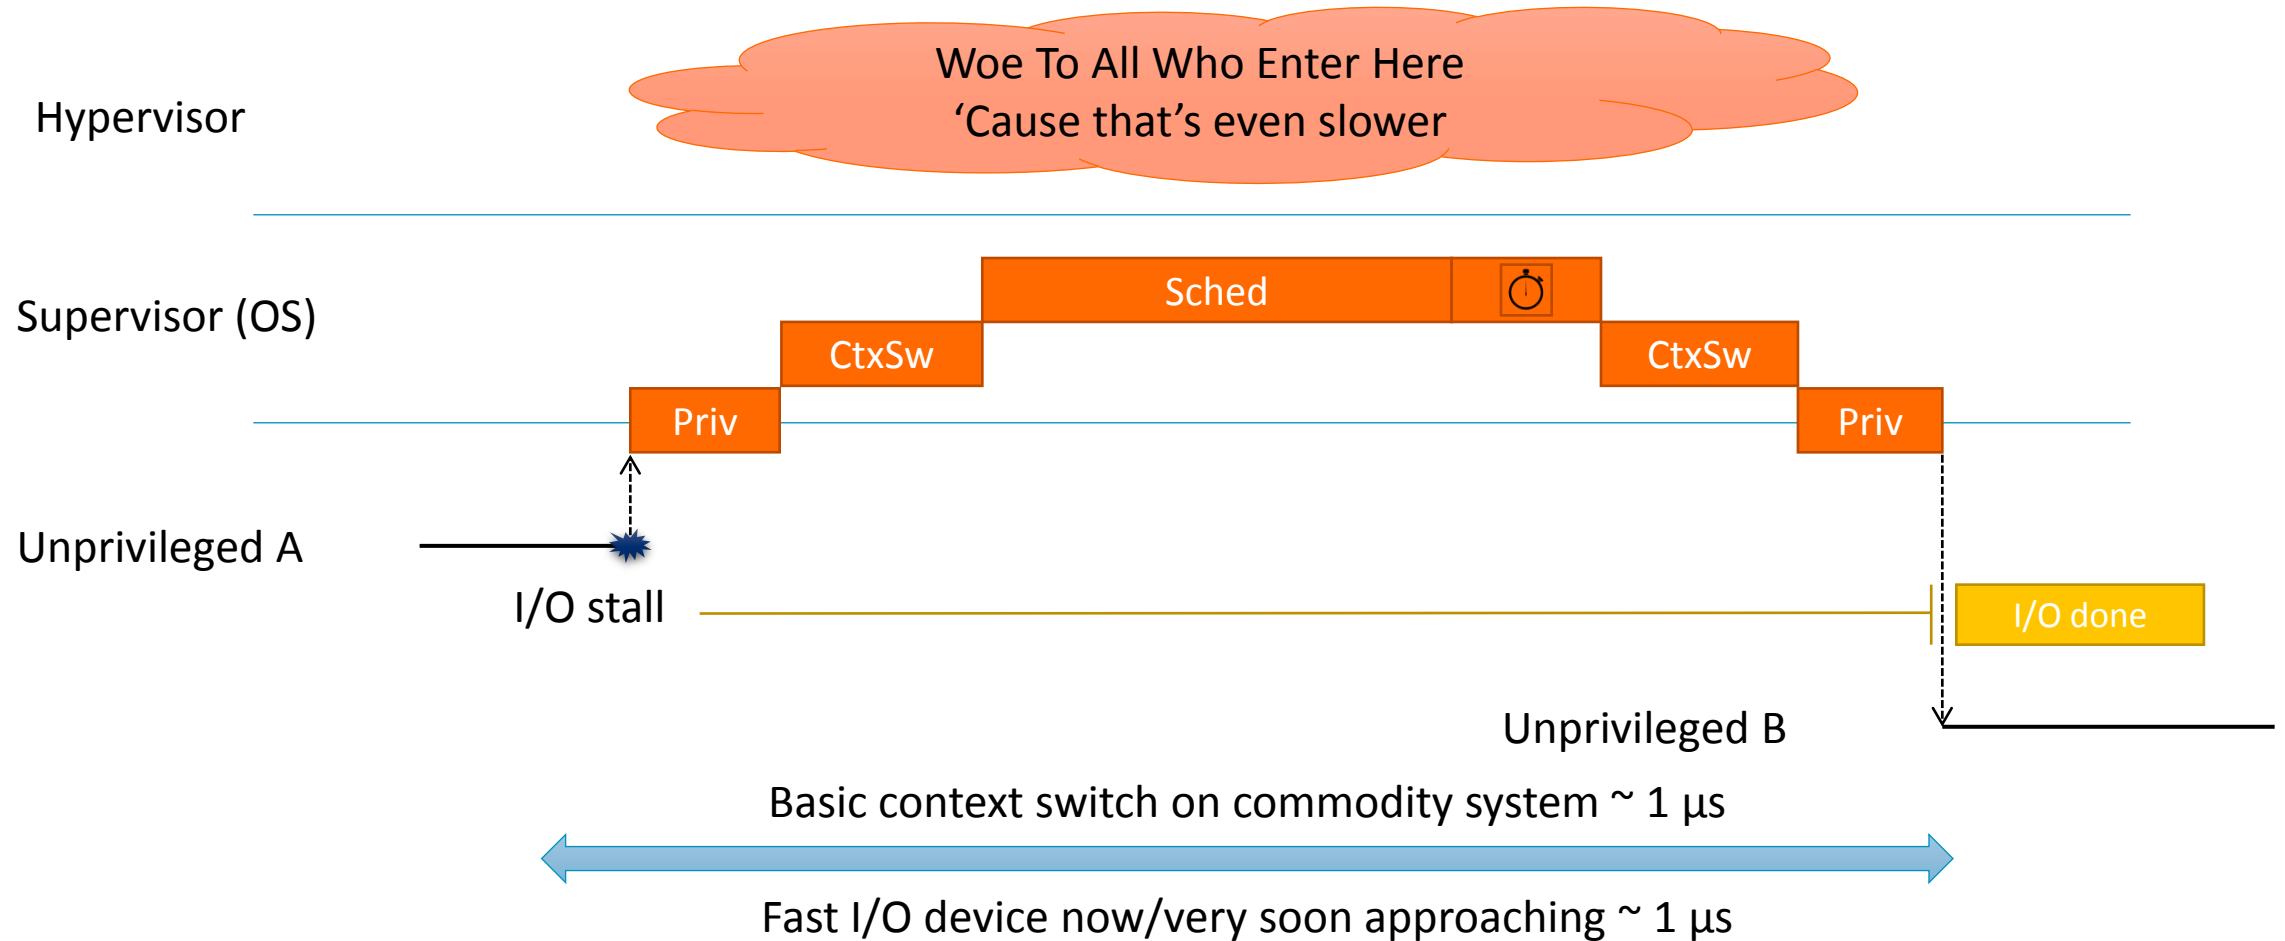 Woe To All Who Enter Here
‘Cause that’s even slower
Hypervisor
Supervisor (OS)
Sched
CtxSw
CtxSw
Priv
Priv
Unprivileged A
I/O stall
I/O done
Unprivileged B
Basic context switch on commodity system ~ 1 µs
Fast I/O device now/very soon approaching ~ 1 µs